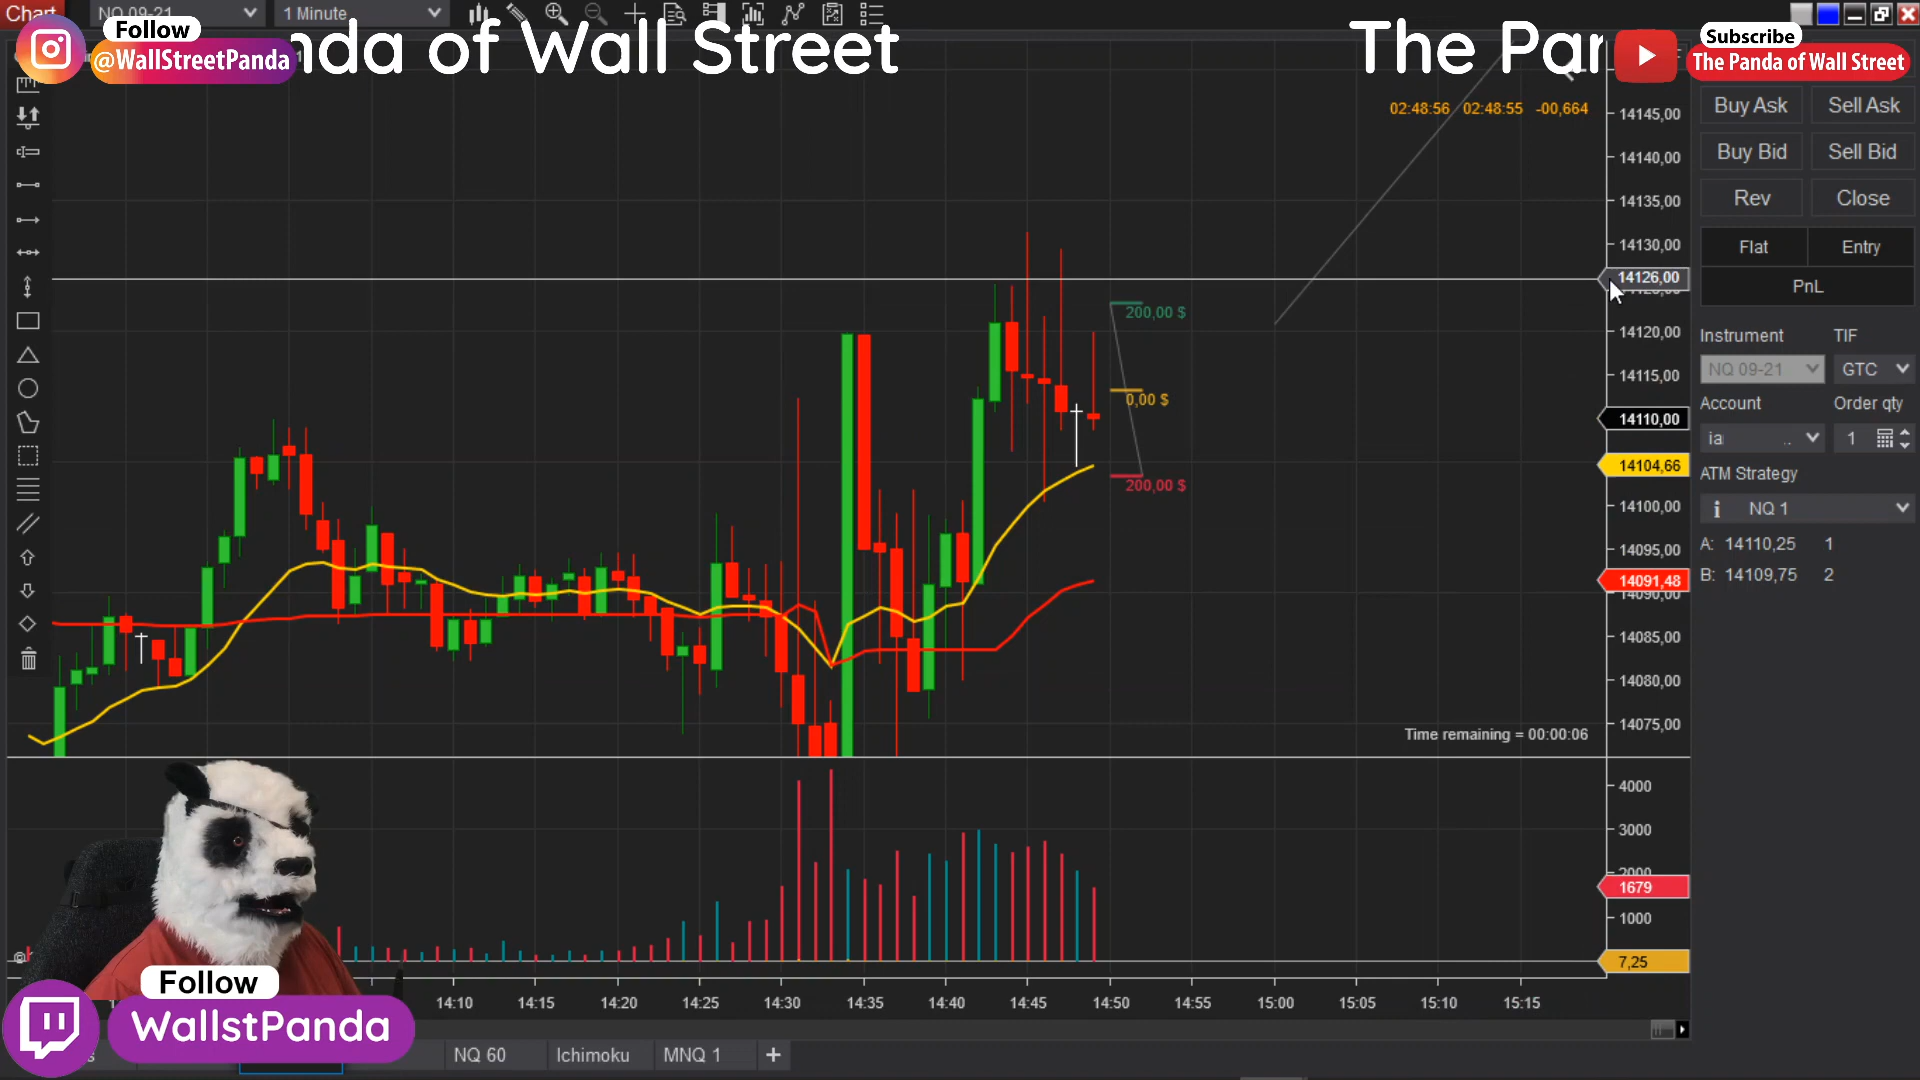 Chart
NQ 09-21
1 Minute
Follow
@WallStreetPanda
nda of Wall Street
The Par
Subscribe
The Panda of Wall Street
F
02:48:56 02:48:55 -00,664
14145,00
14140,00
14135,00
14130,00
14126,00
14120,00
14115,00
14110,00
14104,66
14100,00
14095,00
14091,48
14090,00
14085,00
14080,00
14075,00
200,00 $
0,00 $
200,00 $
Time remaining = 00:00:06
4000
3000
2000
1679
1000
7,25
Buy Ask
Sell Ask
Buy Bid
Sell Bid
Rev
Close
Flat
Entry
PnL
Instrument
TIF
NQ 09-21
GTC
Account
Order qty
ia
..
1
ATM Strategy
i
NQ 1
A: 14110,25 1
B: 14109,75 2
©
14:10 14:15 14:20 14:25 14:30 14:35 14:40 14:45 14:50 14:55 15:00 15:05 15:10 15:15
Follow
WallstPanda
s
NQ 60
Ichimoku
MNQ 1
+